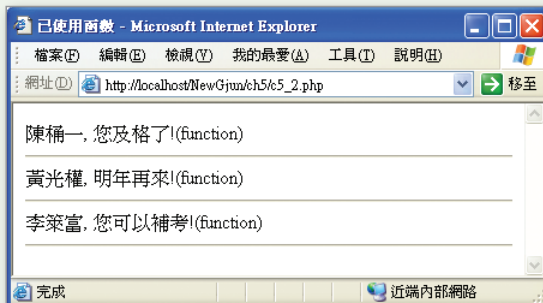 已使用函數 - Microsoft Internet Explorer
檔案(F) 編輯(E) 檢視(V) 我的最愛(A) 工具(T) 說明(H)
網址(D) http://localhost/NewGjun/ch5/c5_2.php 移至
陳桶一, 您及格了!(function)
黃光權, 明年再來!(function)
李策富, 您可以補考!(function)
完成 近端內部網路